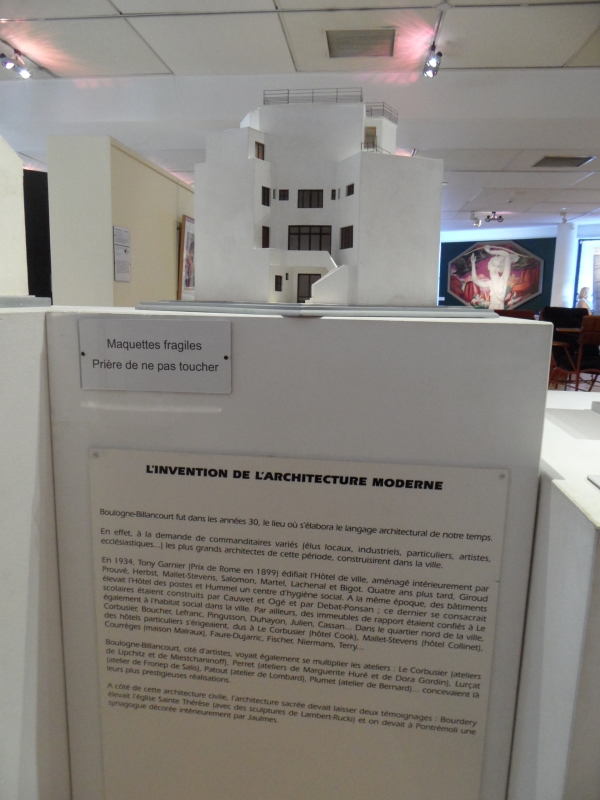 Maquettes fragiles
Prière de ne pas toucher
L'INVENTION DE L'ARCHITECTURE MODERNE
Boulogne-Billancourt fut dans les années 30, le lieu où s'élabora le langage architectural de notre temps.
En effet, à la demande de commanditaires variés (élus locaux, industriels, particuliers, artistes,
ecclésiastiques...) les plus grands architectes de cette période, construisirent dans la ville.
En 1934, Tony Garnier (Prix de Rome en 1899) édifiait l'Hôtel de ville, aménagé intérieurement par
Prouvé, Herbst, Mallet-Stevens, Salomon, Martel, Lachenal et Bigot. Quatre ans plus tard, Giroud
élevait l'Hôtel des postes et Hummel un centre d'hygiène social. A la même époque, des bâtiments
scolaires étaient construits par Cauwet et Ogé et par Debat-Ponsan ; ce dernier se consacrait
également à l'habitat social dans la ville. Par ailleurs, des immeubles de rapport étaient confiés à Le
Corbusier, Boucher, Lefranc, Pingusson, Duhayon, Julien, Cassan... Dans le quartier nord de la ville,
des hôtels particuliers s'érigeaient, dus à Le Corbusier (hôtel Cook), Mallet-Stevens (hôtel Collinet),
Courrèges (maison Malraux), Faure-Dujarric, Fischer, Niermans, Terry...
Boulogne-Billancourt, cité d'artistes, voyait également se multiplier les ateliers : Le Corbusier (ateliers
de Lipchitz et de Miesschaninoff), Perret (ateliers de Marguerite Huré et de Dora Gordin), Lurçat
(atelier de Froriep de Salis), Patout (atelier de Lombard), Plumet (atelier de Bernard)... concevaient là
leurs plus prestigieuses réalisations.
A côté de cette architecture civile, l'architecture sacrée devait laisser deux témoignages : Bourdery
élevait l'église Sainte Thérèse (avec des sculptures de Lambert-Rucki) et on devait à Pontrémoli une
synagogue décorée intérieurement par Jaulmes.